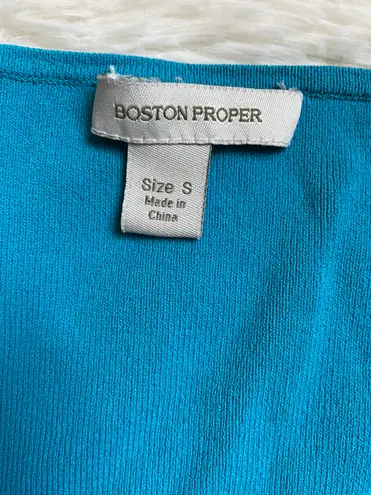 BOSTON PROPER
Size S
Made in
China